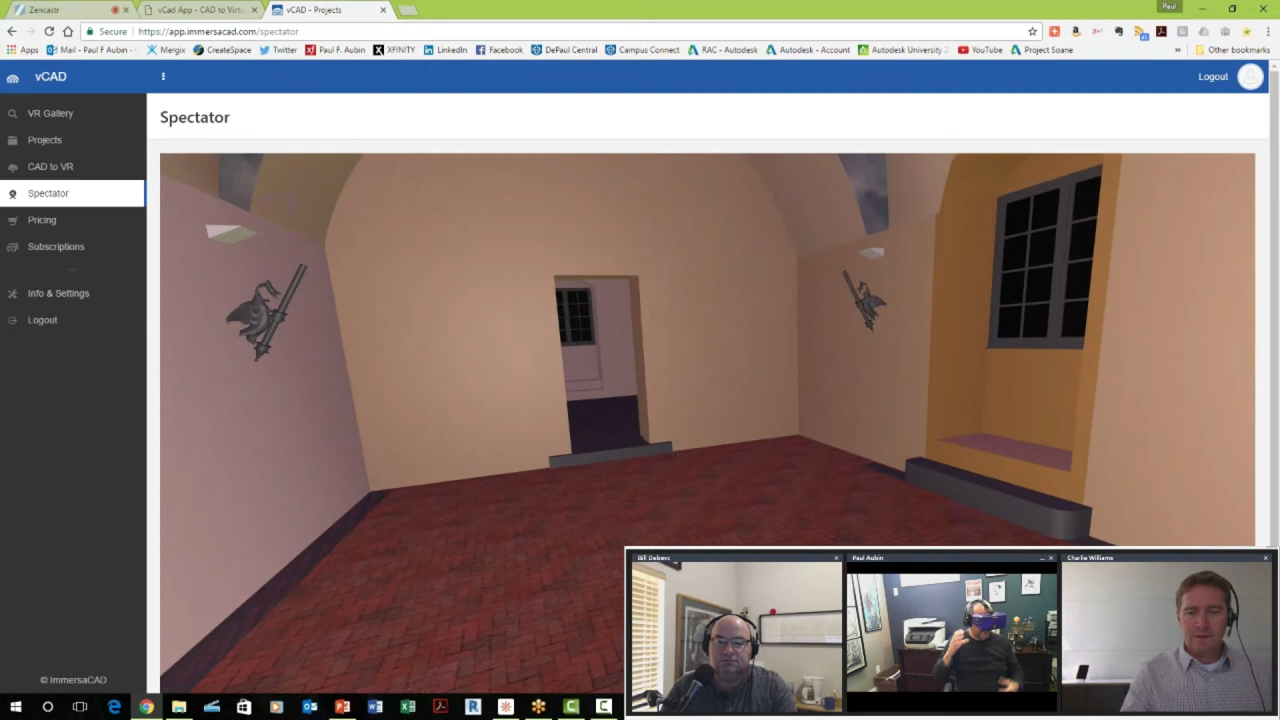 Zencastr
vCad App - CAD to Virtu
vCAD - Projects
Paul
Secure
https://app.immersacad.com/spectator
Apps
Mail - Paul F Aubin -
Mergix
CreateSpace
Twitter
Paul F. Aubin
XFINITY
LinkedIn
Facebook
DePaul Central
Campus Connect
RAC - Autodesk
Autodesk - Account
Autodesk University 2
YouTube
Project Soane
Other bookmarks
vCAD
Logout
VR Gallery
Projects
CAD to VR
Spectator
Pricing
Subscriptions
Info & Settings
Logout
Spectator
Paul Aubin
Charlie Williams
© ImmersaCAD